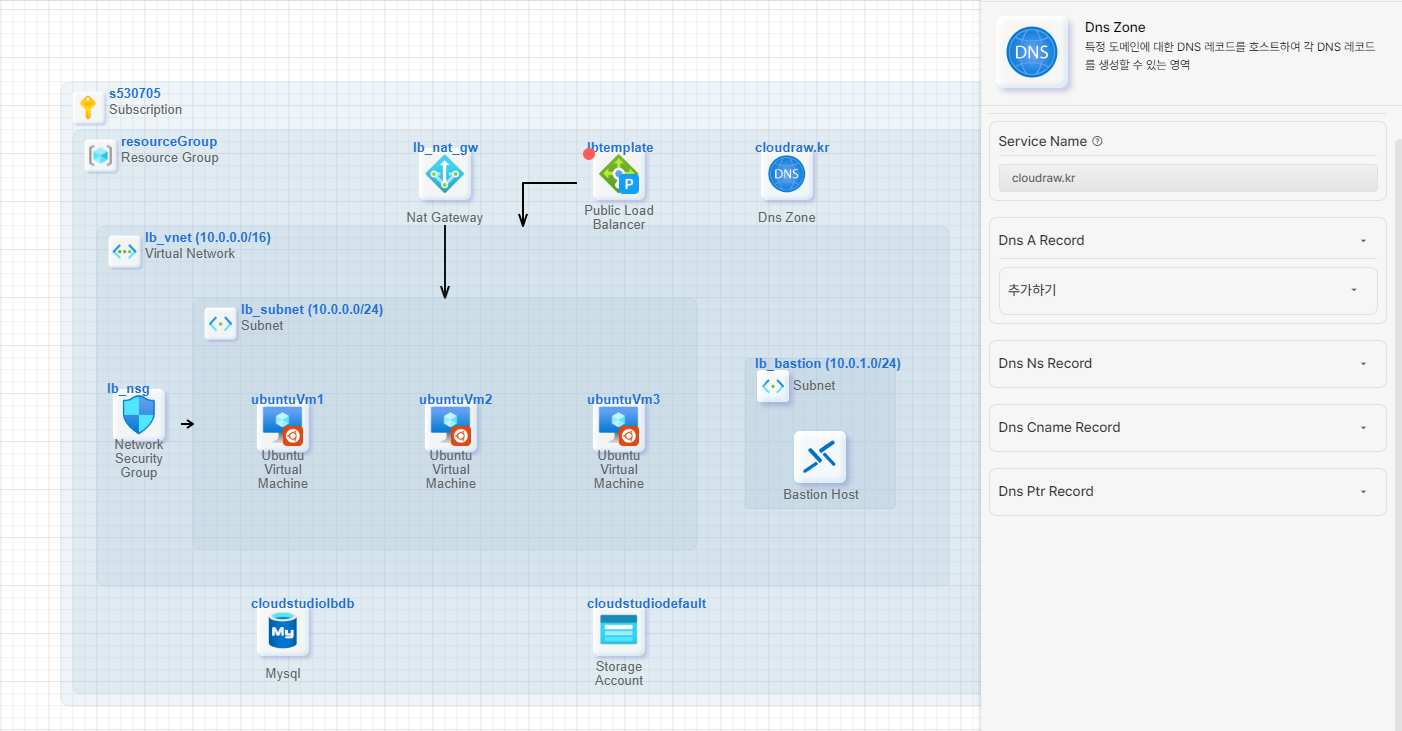 s530705
Subscription
resourceGroup
Resource Group
lb_nat_gw
Nat Gateway
lbtemplate
P
Public Load
Balancer
cloudraw.kr
DNS
Dns Zone
lb_vnet (10.0.0.0/16)
Virtual Network
lb_subnet (10.0.0.0/24)
Subnet
lb_nsg
Network
Security
Group
ubuntuVm1
Ubuntu
Virtual
Machine
ubuntuVm2
Ubuntu
Virtual
Machine
ubuntuVm3
Ubuntu
Virtual
Machine
lb_bastion (10.0.1.0/24)
Subnet
Bastion Host
cloudstudiolbdb
My
Mysql
cloudstudiodefault
Storage
Account
DNS
Dns Zone
특정 도메인에 대한 DNS 레코드를 호스트하여 각 DNS 레코드
를 생성할 수 있는 영역
Service Name ?
cloudraw.kr
Dns A Record
추가하기
Dns Ns Record
Dns Cname Record
Dns Ptr Record